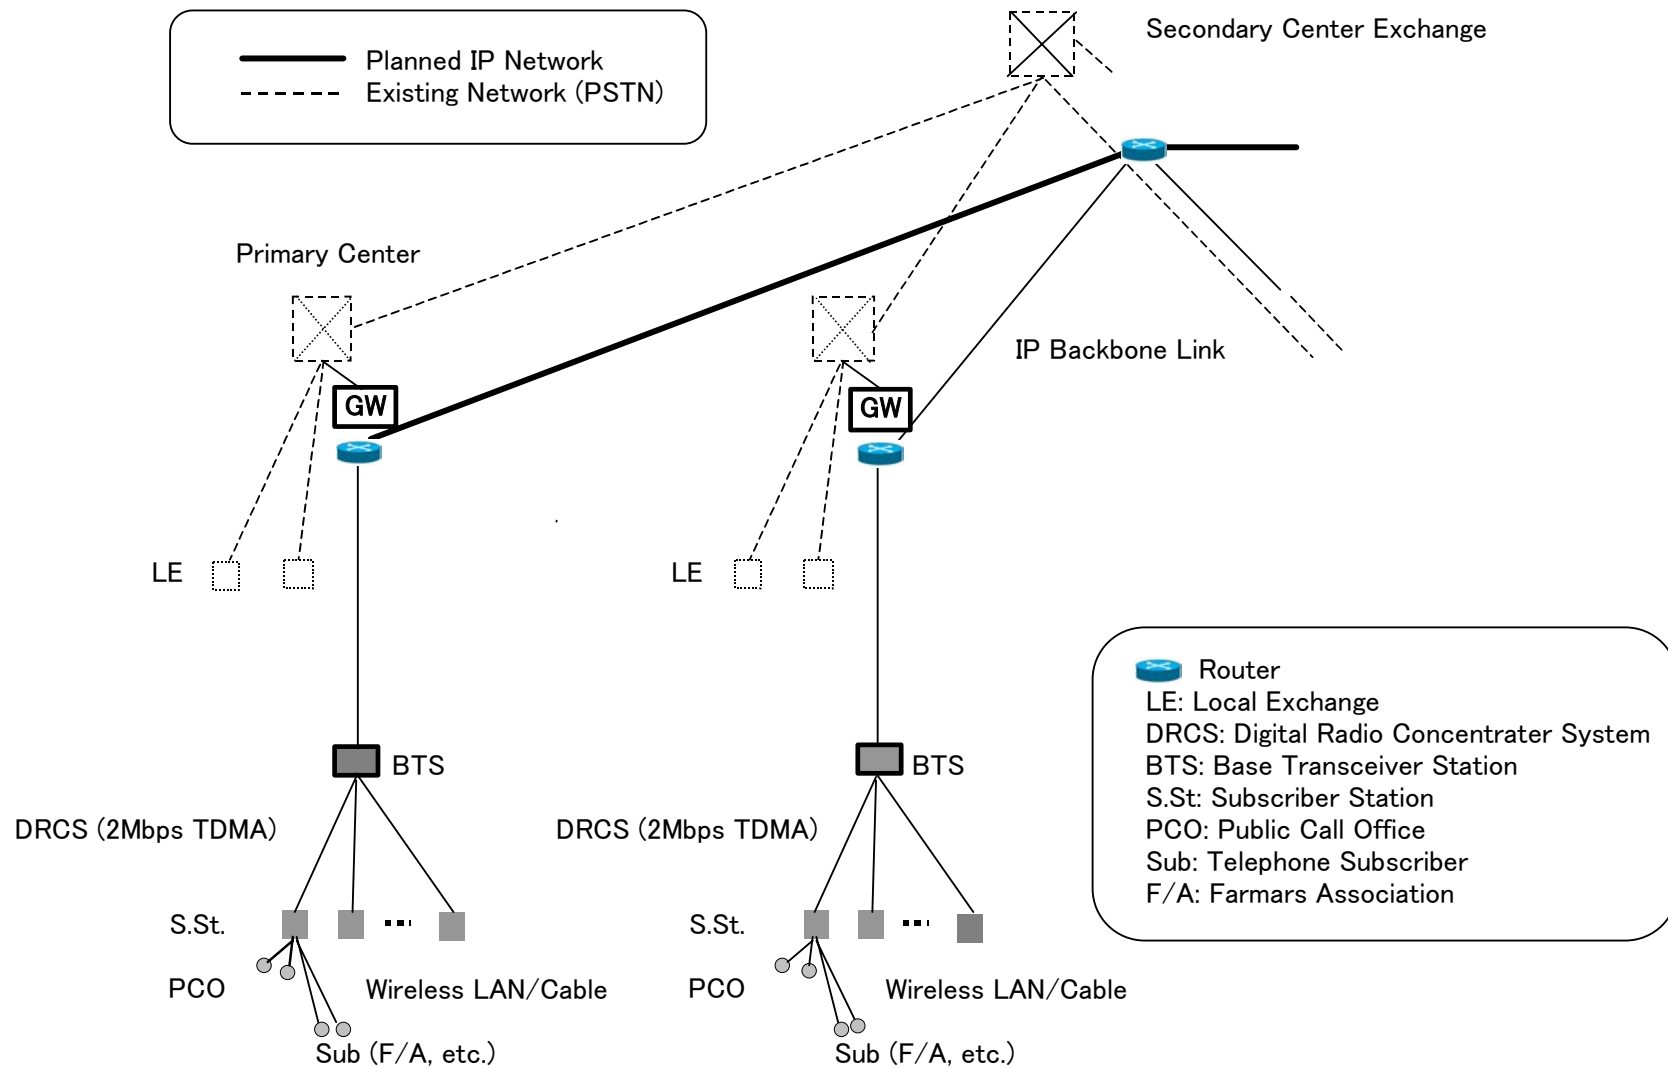 Secondary Center Exchange
Planned IP Network
Existing Network (PSTN)
Primary Center
IP Backbone Link
GW
GW
LE
LE
Router
LE: Local Exchange
DRCS: Digital Radio Concentrater System
BTS: Base Transceiver Station
S.St: Subscriber Station
PCO: Public Call Office
Sub: Telephone Subscriber
F/A: Farmars Association
BTS
BTS
DRCS (2Mbps TDMA)
DRCS (2Mbps TDMA)
S.St.
S.St.
PCO
Wireless LAN/Cable
PCO
Wireless LAN/Cable
Sub (F/A, etc.)
Sub (F/A, etc.)